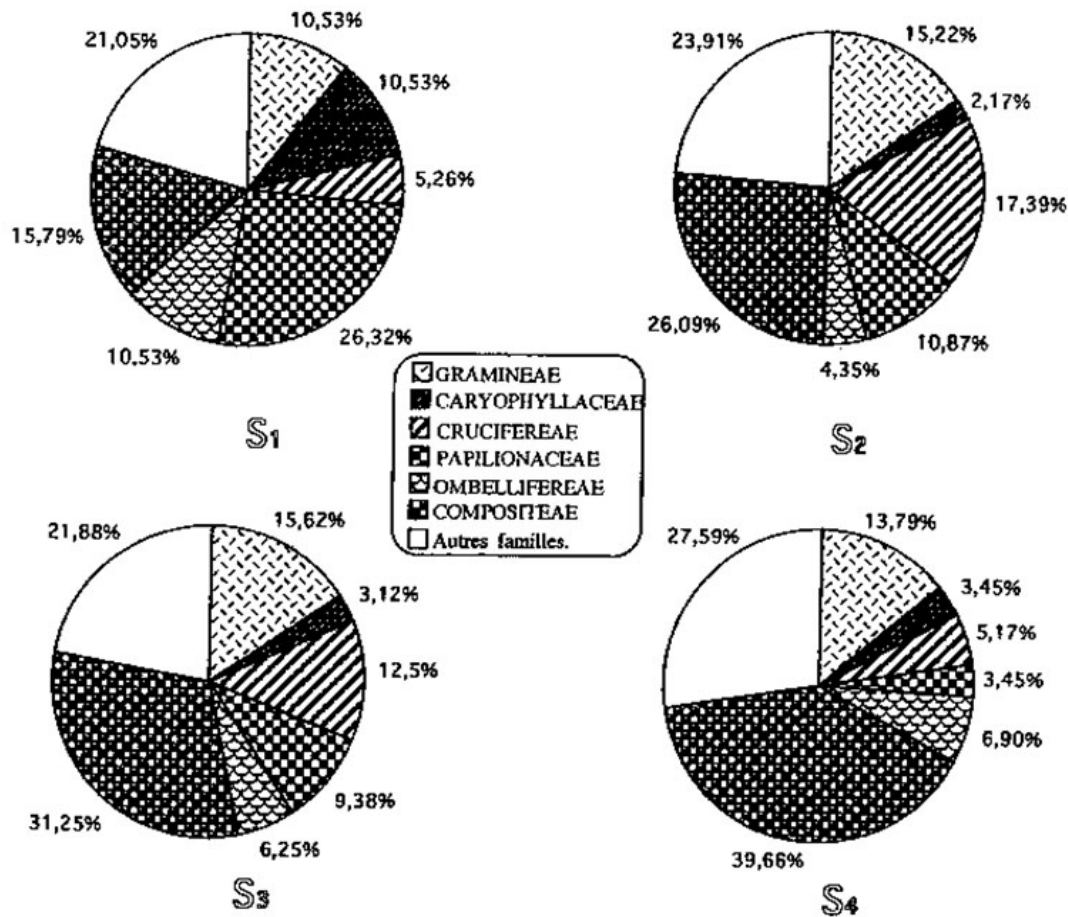 10,53%
21,05%
10,53%
5,26%
15,79%
10,53%
26,32%
S1
15,22%
23,91%
2,17%
17,39%
26,09%
4,35%
10,87%
S2
GRAMINEAE
CARYOPHYLLACEAE
CRUCIFEREAE
PAPILIONACEAE
OMBELLIFEREAE
COMPOSITEAE
Autres familles.
15,62%
21,88%
3,12%
12,5%
9,38%
31,25%
6,25%
S3
13,79%
27,59%
3,45%
5,17%
3,45%
6,90%
39,66%
S4